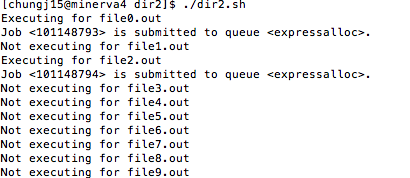 [chungj15@minerva4 dir2]$ ./dir2.sh
Executing for file0.out
Job <101148793> is submitted to queue <expressalloc>.
Not executing for file1.out
Executing for file2.out
Job <101148794> is submitted to queue <expressalloc>.
Not executing for file3.out
Not executing for file4.out
Not executing for file5.out
Not executing for file6.out
Not executing for file7.out
Not executing for file8.out
Not executing for file9.out